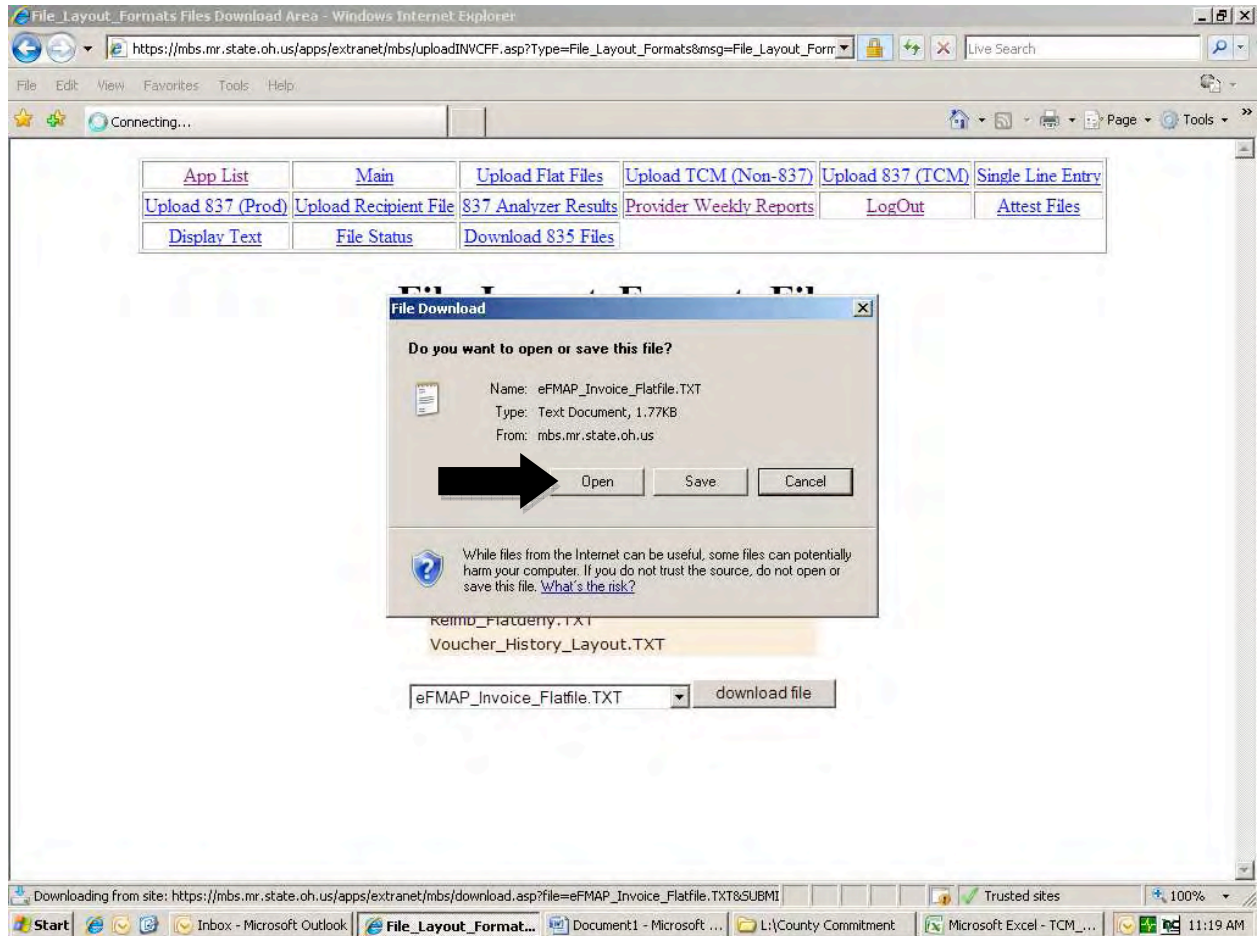 File_Layout_Formats Files Download Area - Windows Internet Explorer
https://mbs.mr.state.oh.us/apps/extranet/mbs/uploadINVCFF.asp?Type=File_Layout_Formats&msg=File_Layout_Form
Live Search
File Edit View Favorites Tools Help
Connecting...
Page Tools »
App List Main Upload Flat Files Upload TCM (Non-837) Upload 837 (TCM) Single Line Entry
Upload 837 (Prod) Upload Recipient File 837 Analyzer Results Provider Weekly Reports LogOut Attest Files
Display Text File Status Download 835 Files
File Download
Do you want to open or save this file?
Name: eFMAP_Invoice_Flatfile.TXT
Type: Text Document, 1.77KB
From: mbs.mr.state.oh.us
Open Save Cancel
While files from the Internet can be useful, some files can potentially
harm your computer. If you do not trust the source, do not open or
save this file. What's the risk?
Reimb_Flatdeny.TXT
Voucher_History_Layout.TXT
eFMAP_Invoice_Flatfile.TXT download file
Downloading from site: https://mbs.mr.state.oh.us/apps/extranet/mbs/download.asp?file=eFMAP_Invoice_Flatfile.TXT&SUBMI
Trusted sites 100%
Start Inbox - Microsoft Outlook File_Layout_Format... Document1 - Microsoft ... L:\County Commitment Microsoft Excel - TCM_... 11:19 AM